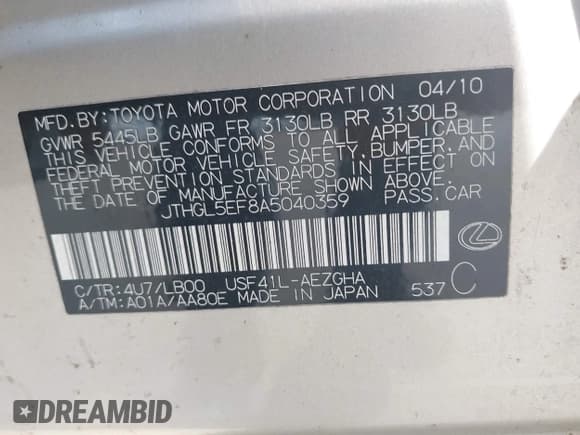 MFD.BY:TOYOTA MOTOR CORPORATION 04/10
GVWR 5445LB GAWR FR 3130LB RR 3130LB
THIS VEHICLE CONFORMS TO ALL APPLICABLE
FEDERAL MOTOR VEHICLE SAFETY,BUMPER,AND
THEFT PREVENTION STANDARDS IN EFFECT ON
THE DATE OF MANUFACTURE SHOWN ABOVE.
JTHGL5EF8A5040359 PASS.CAR
C/TR:4U7/LB00 USF41L-AEZGHA
A/TM:A01A/AA80E MADE IN JAPAN 537 C
DREAMBID